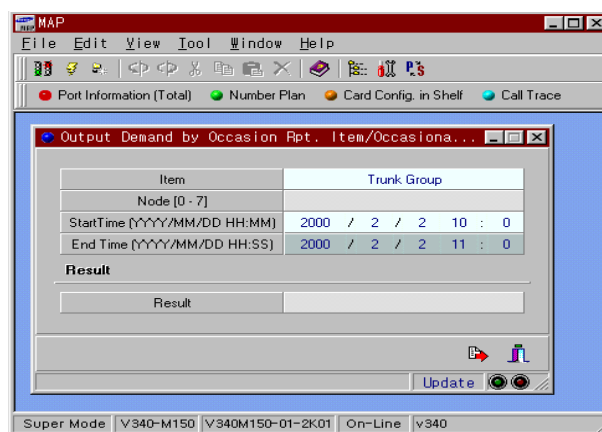 MAP
File Edit View Tool Window Help
Port Information (Total) Number Plan Card Config. in Shelf Call Trace
Output Demand by Occasion Rpt. Item/Occasiona...
Item Trunk Group
Node [0 - 7]
StartTime (YYYY/MM/DD HH:MM) 2000 / 2 / 2 10 : 0
End Time (YYYY/MM/DD HH:SS) 2000 / 2 / 2 11 : 0
Result
Result
Update
Super Mode V340-M150 V340M150-01-2K01 On-Line v340